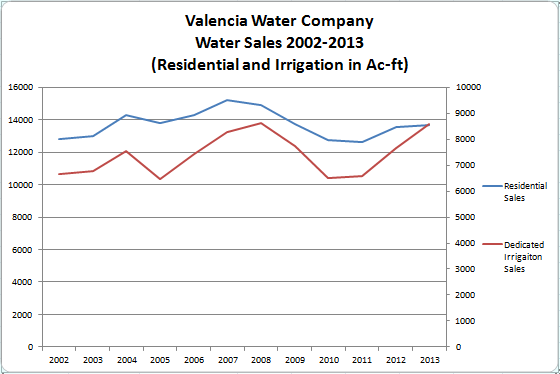 Valencia Water Company
Water Sales 2002-2013
(Residential and Irrigation in Ac-ft)
16000
14000
12000
10000
8000
6000
4000
2000
0
10000
9000
8000
7000
6000
5000
4000
3000
2000
1000
0
Residential
Sales
Dedicated
Irrigaiton
Sales
2002 2003 2004 2005 2006 2007 2008 2009 2010 2011 2012 2013